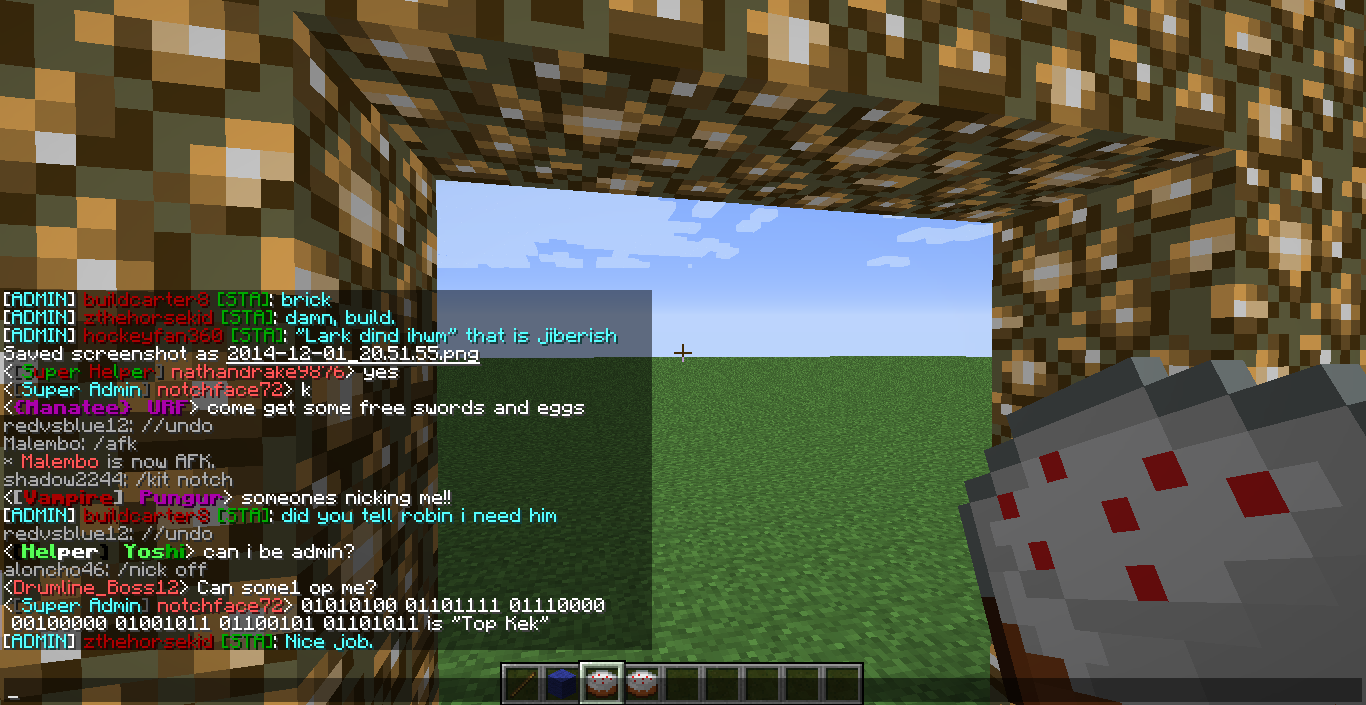 [ADMIN] buildcarter8 [STA]: brick
[ADMIN] zthehorsekid [STA]: damn, build.
[ADMIN] hockeyfan360 [STA]: "Lark dind ihwm" that is jiberish
Saved screenshot as 2014-12-01_20.51.55.png
<[Super Helper] nathandrake9876> yes
<[Super Admin] notchface72> k
<{Manatee} URF> come get some free swords and eggs
redvsblue12: //undo
Malembo: /afk
* Malembo is now AFK.
shadow2244: /kit notch
<[Vampire] Pungur> someones nicking me!!
[ADMIN] buildcarter8 [STA]: did you tell robin i need him
redvsblue12: //undo
<[Helper] Yoshi> can i be admin?
aloncho46: /nick off
<Drumline_Boss12> Can some1 op me?
<[Super Admin] notchface72> 01010100 01101111 01110000
00100000 01001011 01100101 01101011 is "Top Kek"
[ADMIN] zthehorsekid [STA]: Nice job.
_